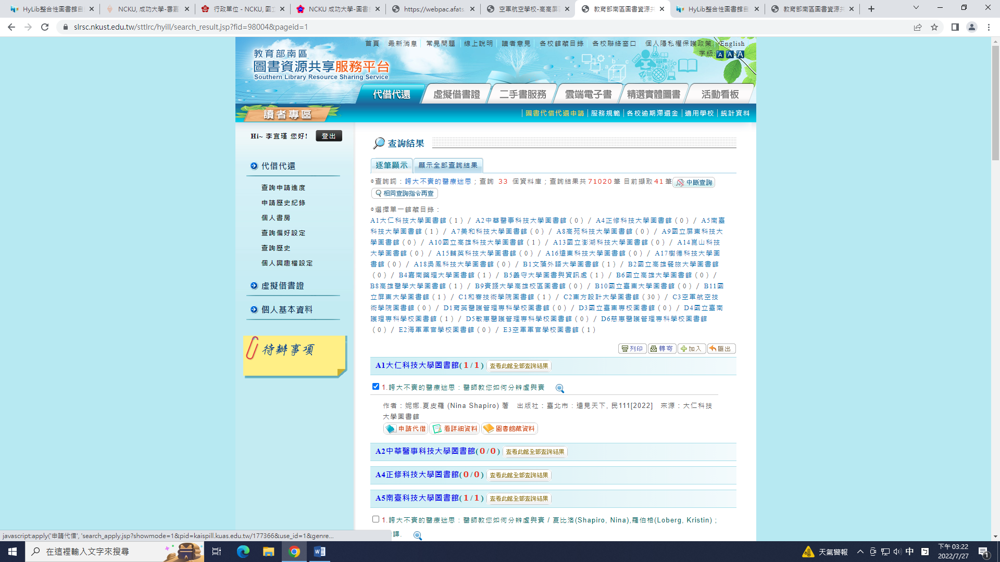 HyLib整合性圖書館自
NCKU, 成功大學-雲嘉
行政單位 - NCKU, 國立
NCKU 成功大學-圖書
https://webpac.afats.
空軍航空學校-高高屏
教育部南區圖書資源共
HyLib整合性圖書館自
教育部南區圖書資源共
slrsc.nkust.edu.tw/sttlrc/hyill/search_result.jsp?fid=98004&pageid=1
首頁 最新消息 常見問題 線上說明 讀者意見 各校館藏目錄 各校聯絡窗口 個人隱私權保護政策 English
字級: A A A
教育部南區
圖書資源共享服務平台
Southern Library Resource Sharing Service
代借代還 虛擬借書證 二手書服務 雲端電子書 精選實體圖書 活動看板
讀者專區
圖書代借代還申請 | 服務規範 | 各校逾期滯還金 | 適用學校 | 統計資料
Hi~ 李宜瑾 您好! 登出
代借代還
查詢申請進度
申請歷史紀錄
個人書房
查詢偏好設定
查詢歷史
個人興趣檔設定
虛擬借書證
個人基本資料
待辦事項
查詢結果
逐筆顯示 顯示全部查詢結果
查詢詞：誇大不實的醫療迷思；查詢 33 個資料庫；查詢結果共71020筆 目前擷取41筆 中斷查詢
相同查詢指令再查
選擇單一館藏目錄：
A1大仁科技大學圖書館（1） / A2中華醫事科技大學圖書館（0） / A4正修科技大學圖書館（0） / A5南臺
科技大學圖書館（1） / A7美和科技大學圖書館（0） / A8高苑科技大學圖書館（0） / A9國立屏東科技大
學圖書館（0） / A10國立高雄科技大學圖書館（1） / A13國立澎湖科技大學圖書館（0） / A14崑山科技
大學圖書館（0） / A15輔英科技大學圖書館（0） / A16遠東科技大學圖書館（0） / A17樹德科技大學圖
書館（0） / A18吳鳳科技大學圖書館（0） / B1文藻外語大學圖書館（1） / B2國立高雄餐旅大學圖書館
（0） / B4嘉南藥理大學圖書館（1） / B5義守大學圖書與資訊處（1） / B6國立高雄大學圖書館（0） /
B8高雄醫學大學圖書館（1） / B9實踐大學高雄校區圖書館（0） / B10國立臺東大學圖書館（0） / B11國
立屏東大學圖書館（1） / C1和春技術學院圖書館（1） / C2東方設計大學圖書館（30） / C3空軍航空技
術學院圖書館（0） / D1育英醫護管理專科學校圖書館（0） / D3國立臺東專校圖書館（0） / D4國立臺南
護理專科學校圖書館（1） / D5敏惠醫護管理專科學校圖書館（0） / D6慈惠醫護管理專科學校圖書館
（0） / E2海軍軍官學校圖書館（0） / E3空軍軍官學校圖書館（1）
列印 轉寄 加入 匯出
A1大仁科技大學圖書館( 1 / 1 ) 查看此館全部查詢結果
1.誇大不實的醫療迷思：醫師教您如何分辨虛與實
作者：妮娜.夏皮羅 (Nina Shapiro) 著 出版社：臺北市：遠見天下, 民111[2022] 來源：大仁科技
大學圖書館
申請代借 看詳細資料 圖書館藏資料
A2中華醫事科技大學圖書館( 0 / 0 ) 查看此館全部查詢結果
A4正修科技大學圖書館( 0 / 0 ) 查看此館全部查詢結果
A5南臺科技大學圖書館( 1 / 1 ) 查看此館全部查詢結果
1.誇大不實的醫療迷思：醫師教您如何分辨虛與實 / 夏比洛(Shapiro, Nina),羅伯格(Loberg, Kristin)；
譯.
javascript:apply('申請代借', 'search_apply.jsp?showmode=1&pid=kaispill.kuas.edu.tw/177366&use_id=1&genre...
在這裡輸入文字來搜尋
天氣警報
中
下午 03:22
2022/7/27
1